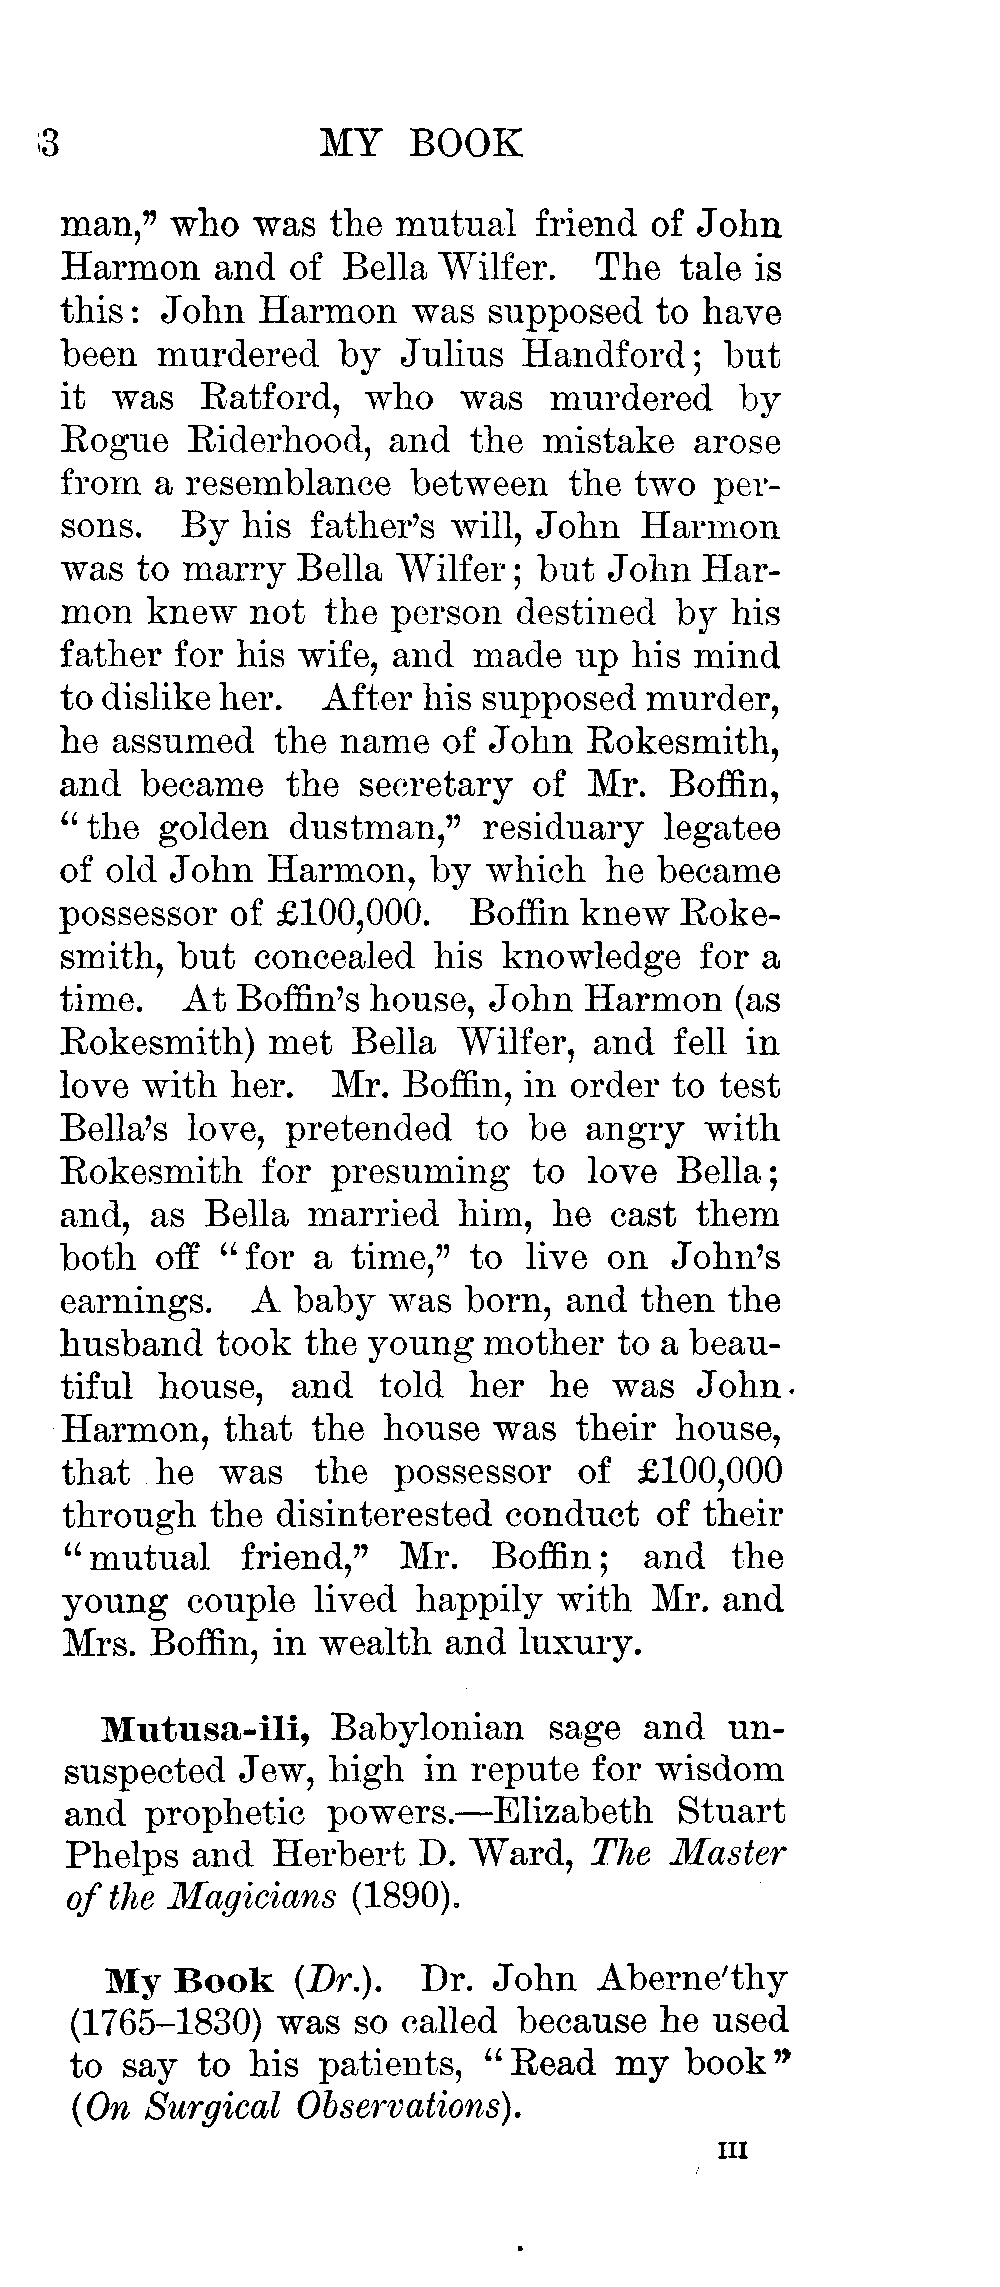 3 MY BOOK
man,” who was the mutual friend of John
Harmon and of Bella Wilfer. The tale is
this: John Harmon was supposed to have
been murdered by Julius Handford; but
it was Ratford, who was murdered by
Rogue Riderhood, and the mistake arose
from a resemblance between the two per-
sons. By his father’s will, John Harmon
was to marry Bella Wilfer; but John Har-
mon knew not the person destined by his
father for his wife, and made up his mind
to dislike her. After his supposed murder,
he assumed the name of John Rokesmith,
and became the secretary of Mr. Boffin,
“the golden dustman,” residuary legatee
of old John Harmon, by which he became
possessor of £100,000. Boffin knew Roke-
smith, but concealed his knowledge for a
time. At Boffin’s house, John Harmon (as
Rokesmith) met Bella Wilfer, and fell in
love with her. Mr. Boffin, in order to test
Bella’s love, pretended to be angry with
Rokesmith for presuming to love Bella;
and, as Bella married him, he cast them
both off “for a time,” to live on John’s
earnings. A baby was born, and then the
husband took the young mother to a beau-
tiful house, and told her he was John
Harmon, that the house was their house,
that he was the possessor of £100,000
through the disinterested conduct of their
“mutual friend,” Mr. Boffin; and the
young couple lived happily with Mr. and
Mrs. Boffin, in wealth and luxury.
Mutusa-ili, Babylonian sage and un-
suspected Jew, high in repute for wisdom
and prophetic powers.—Elizabeth Stuart
Phelps and Herbert D. Ward, The Master
of the Magicians (1890).
My Book (Dr.). Dr. John Aberne′thy
(1765–1830) was so called because he used
to say to his patients, “Read my book”
(On Surgical Observations).
III